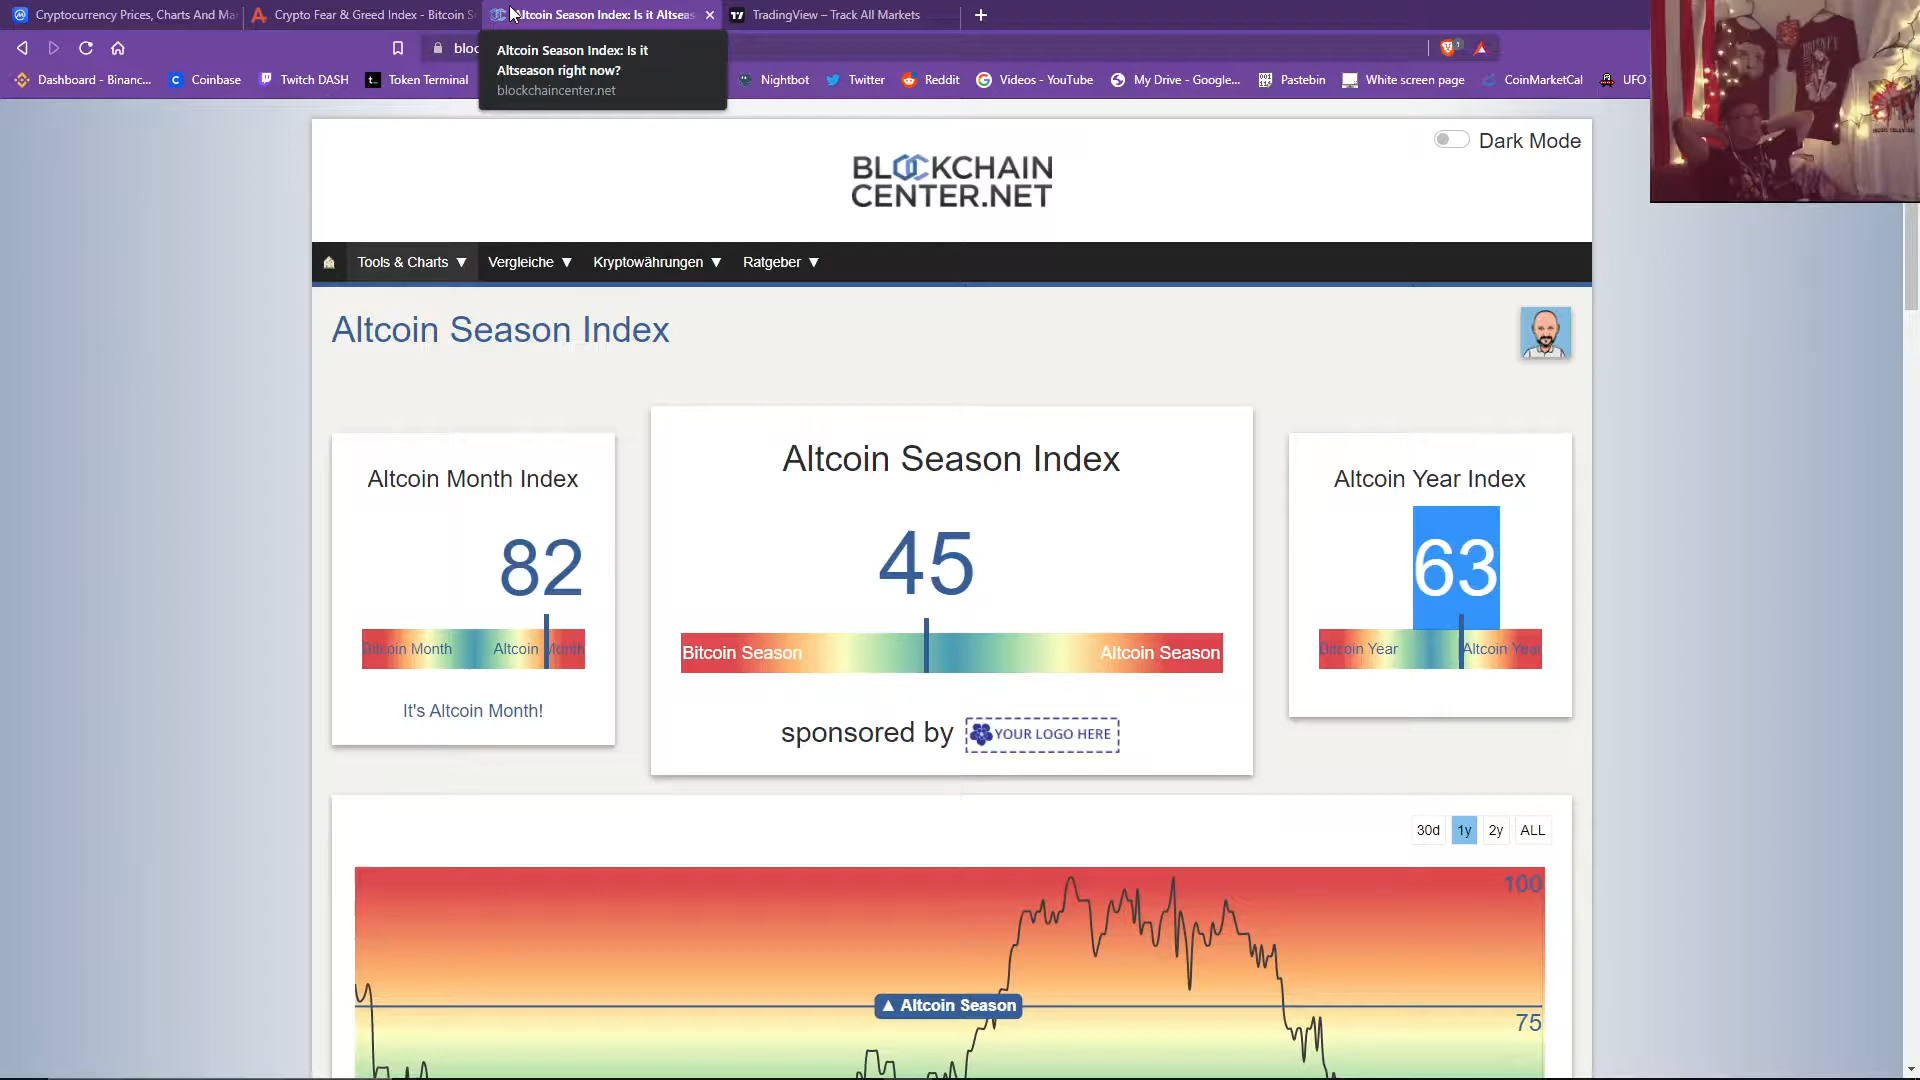 Cryptocurrency Prices, Charts And Ma
Crypto Fear & Greed Index - Bitcoin S
Altcoin Season Index: Is it Altseas
TradingView – Track All Markets
bloc
Altcoin Season Index: Is it
Altseason right now?
blockchaincenter.net
Dashboard - Binanc...
Coinbase
Twitch DASH
Token Terminal
Nightbot
Twitter
Reddit
Videos - YouTube
My Drive - Google...
Pastebin
White screen page
CoinMarketCal
UFO
Dark Mode
BLOCKCHAIN
CENTER.NET
Tools & Charts ▼
Vergleiche ▼
Kryptowährungen ▼
Ratgeber ▼
Altcoin Season Index
Altcoin Month Index
82
Bitcoin Month
Altcoin Month
It's Altcoin Month!
Altcoin Season Index
45
Bitcoin Season
Altcoin Season
sponsored by YOUR LOGO HERE
Altcoin Year Index
63
Bitcoin Year
Altcoin Year
30d
1y
2y
ALL
100
▲ Altcoin Season
75